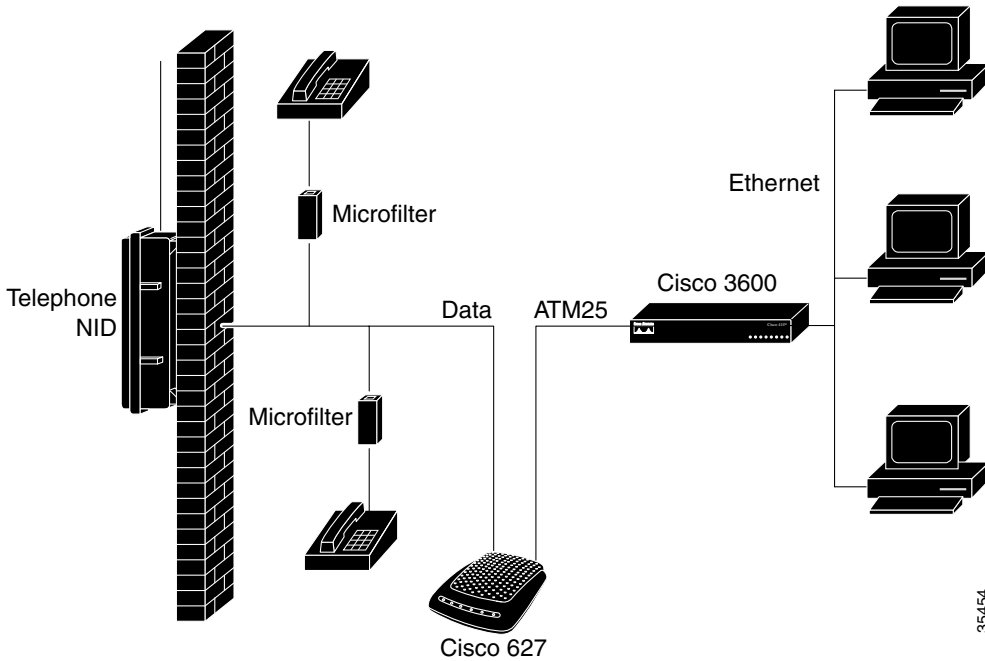 Microfilter
Ethernet
Telephone
NID
Data
ATM25
Cisco 3600
Microfilter
Cisco 627
35454